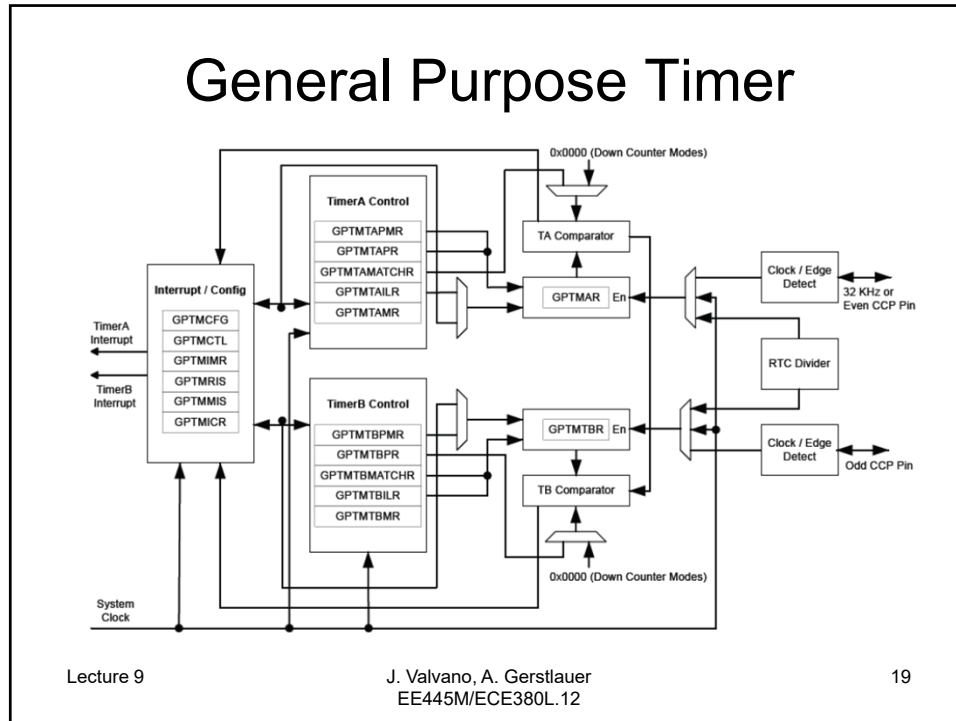 General Purpose Timer
0x0000 (Down Counter Modes)
TimerA Control
GPTMTAPMR
GPTMTAPR
GPTMTAMATCHR
GPTMTAILR
GPTMTAMR
TA Comparator
GPTMAR
En
Clock / Edge
Detect
32 KHz or
Even CCP Pin
Interrupt / Config
GPTMCFG
GPTMCTL
GPTMIMR
GPTMRIS
GPTMMIS
GPTMICR
TimerA
Interrupt
TimerB
Interrupt
RTC Divider
TimerB Control
GPTMTBPMR
GPTMTBPR
GPTMTBMATCHR
GPTMTBILR
GPTMTBMR
GPTMTBR
En
TB Comparator
Clock / Edge
Detect
Odd CCP Pin
0x0000 (Down Counter Modes)
System
Clock
Lecture 9
J. Valvano, A. Gerstlauer
EE445M/ECE380L.12
19